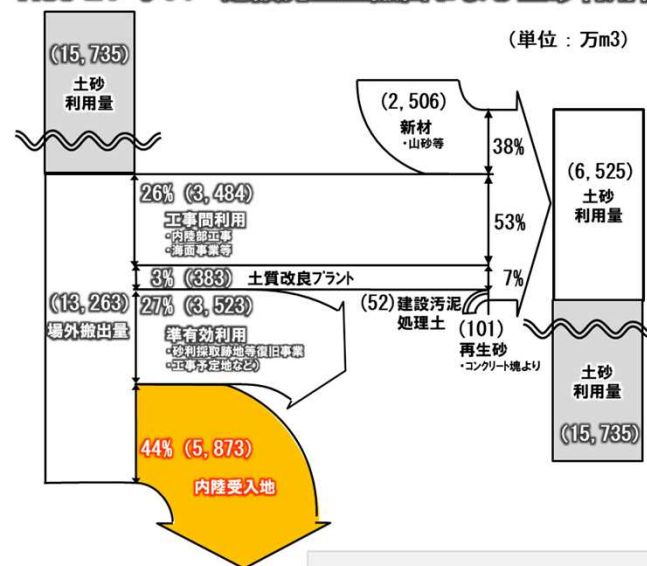 (単位：万m3)
(15,735)
土砂
利用量
(2,506)
新材
・山砂等
38%
(6,525)
土砂
利用量
26% (3,484)
工事間利用
・内陸部工事
・海面事業等
53%
3% (383) 土質改良プラント
7%
(13,263)
場外搬出量
27% (3,523)
準有効利用
・砂利採取跡地等復旧事業
・工事予定地など)
(52)建設汚泥
処理土
(101)
再生砂
・コンクリート塊より
土砂
利用量
(15,735)
44% (5,873)
内陸受入地